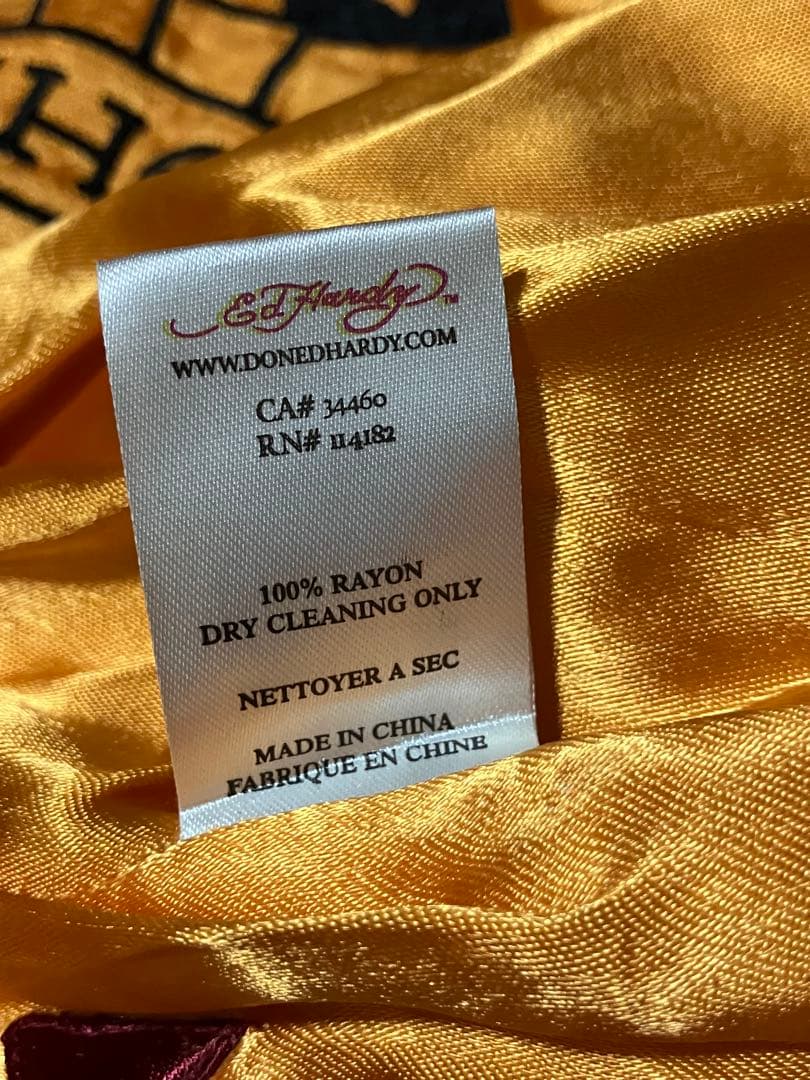 Ed Hardy™
WWW.DONEDHARDY.COM
CA# 34460
RN# 114182
100% RAYON
DRY CLEANING ONLY
NETTOYER A SEC
MADE IN CHINA
FABRIQUE EN CHINE